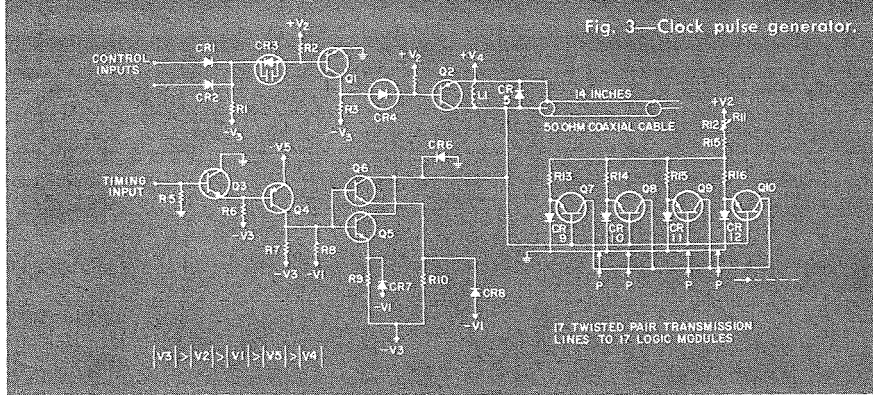 Fig. 3—Clock pulse generator.
CONTROL INPUTS
CR1
CR2
CR3
R1
-V3
+V2
R2
Q1
R3
-V3
CR4
+V2
Q2
+V4
L1
CR 5
14 INCHES
50 OHM COAXIAL CABLE
+V2
R12
R11
R15
TIMING INPUT
R5
Q3
R6
-V3
-V5
Q4
R7
-V3
R8
-V1
Q6
Q5
CR6
R9
CR7
-V1
R10
-V3
CR8
-V1
R13
Q7
R14
Q8
R15
Q9
R16
Q10
CR 9
CR 10
CR 11
CR 12
P
P
P
P
17 TWISTED PAIR TRANSMISSION
LINES TO 17 LOGIC MODULES
|V3|>|V2|>|V1|>|V5|>|V4|